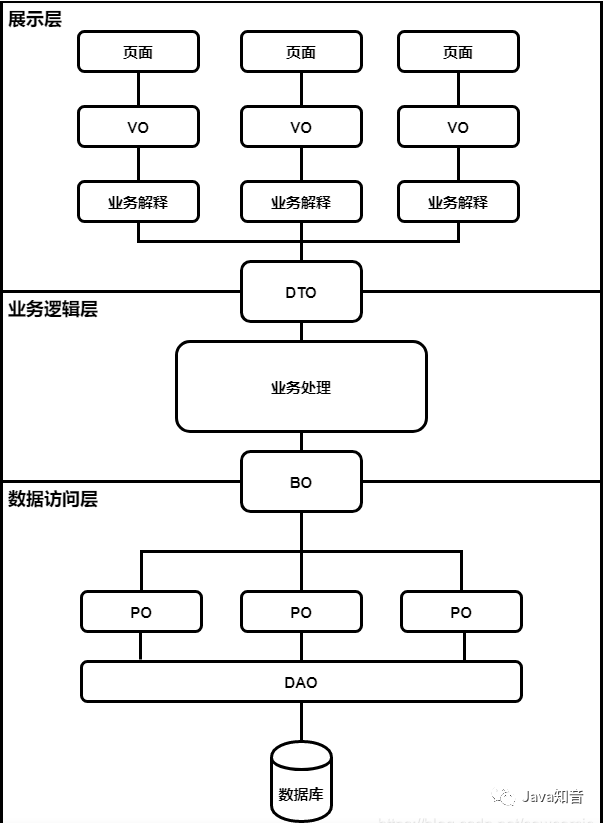 展示层
页面 页面 页面
VO VO VO
业务解释 业务解释 业务解释
DTO
业务逻辑层
业务处理
BO
数据访问层
PO PO PO
DAO
数据库
Java知音